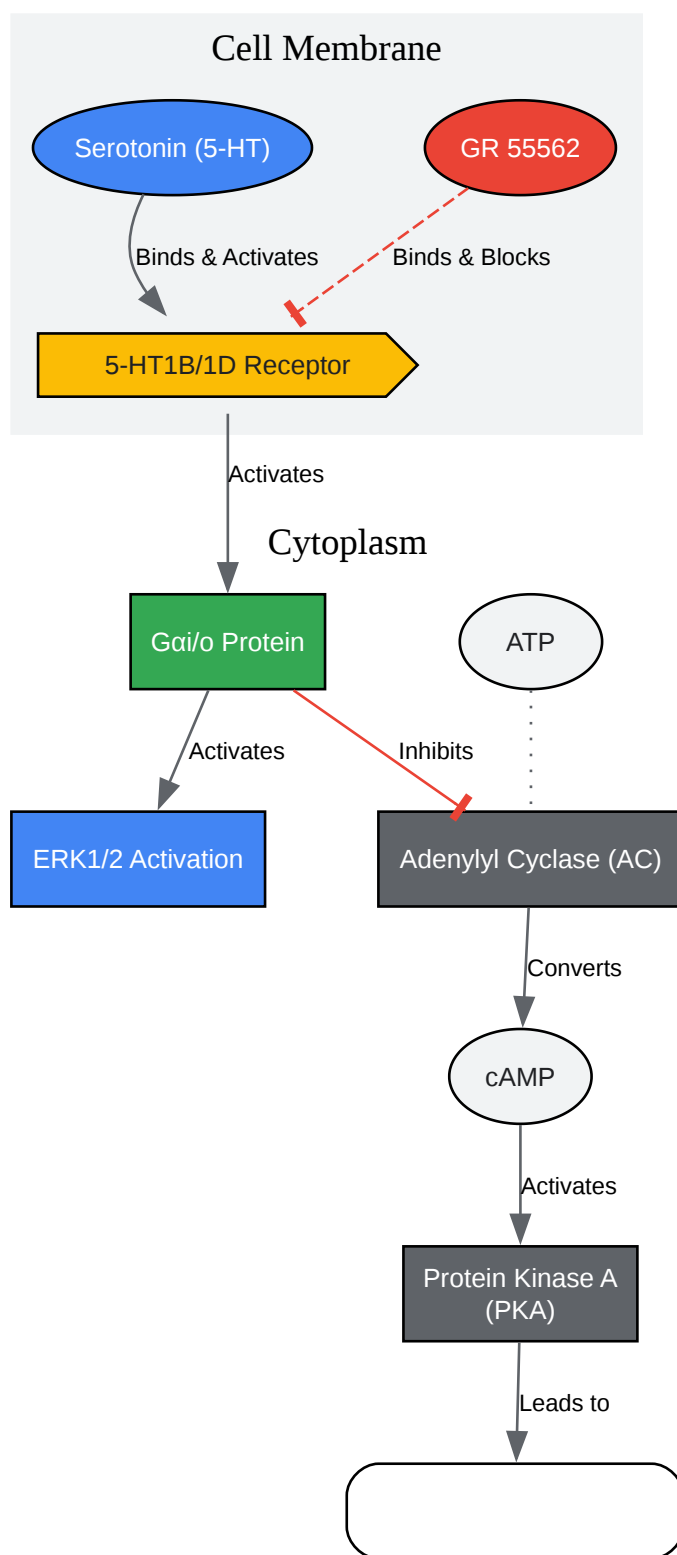 Cell Membrane
Serotonin (5-HT)
GR 55562
Binds & Activates
Binds & Blocks
5-HT1B/1D Receptor
Activates
Cytoplasm
Gαi/o Protein
ATP
Activates
Inhibits
ERK1/2 Activation
Adenylyl Cyclase (AC)
Converts
cAMP
Activates
Protein Kinase A
(PKA)
Leads to